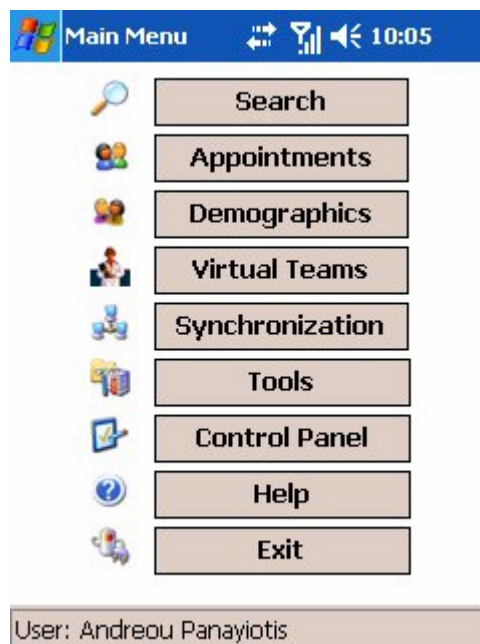 Main Menu 10:05
Search
Appointments
Demographics
Virtual Teams
Synchronization
Tools
Control Panel
Help
Exit
User: Andreou Panayiotis